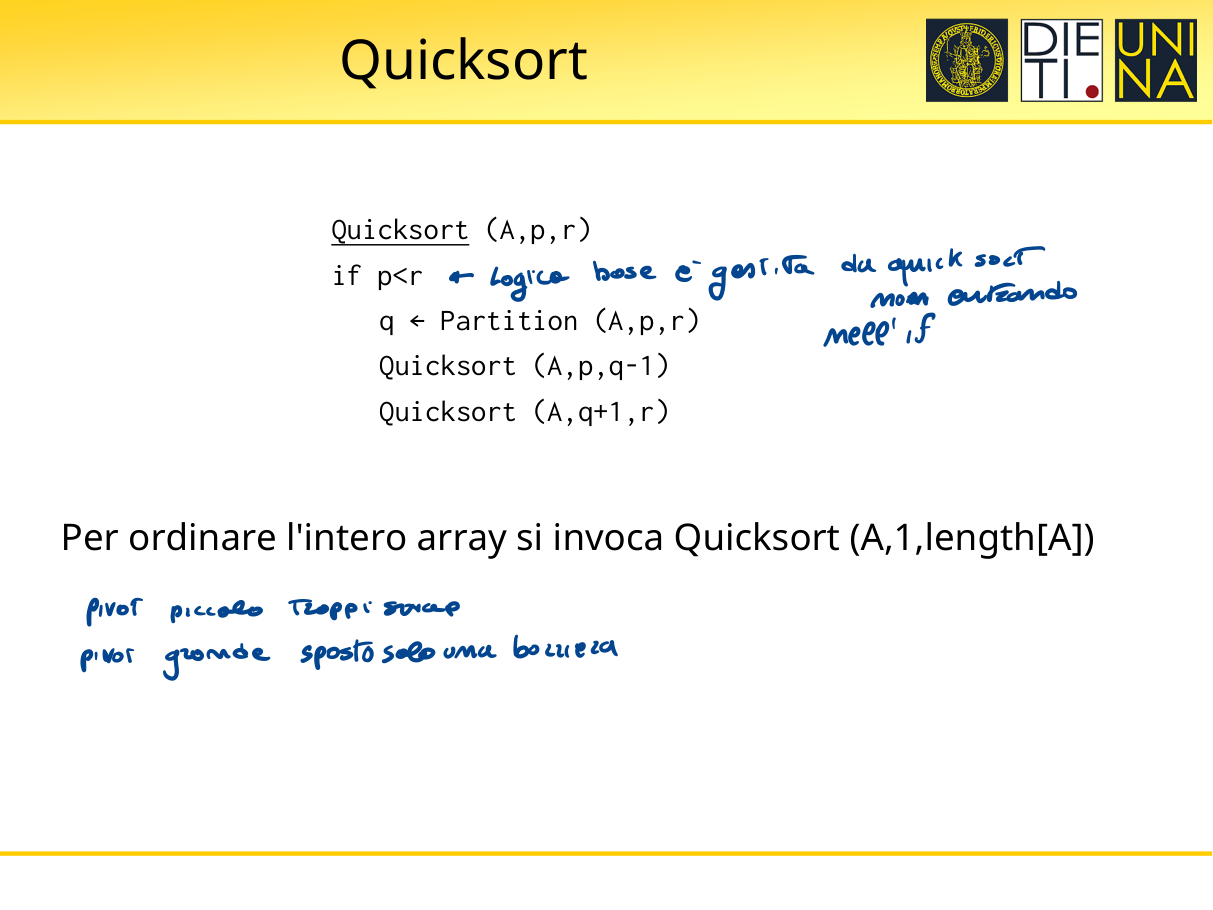 Quicksort
DIE
TI.
UNI
NA
Quicksort (A,p,r)
if p<r ← Logica base è gestita da quick sort
non entrando
q ← Partition (A,p,r)
nell' if
Quicksort (A,p,q-1)
Quicksort (A,q+1,r)
Per ordinare l'intero array si invoca Quicksort (A,1,length[A])
pivot piccolo troppi swap
pivot grande sposto solo una